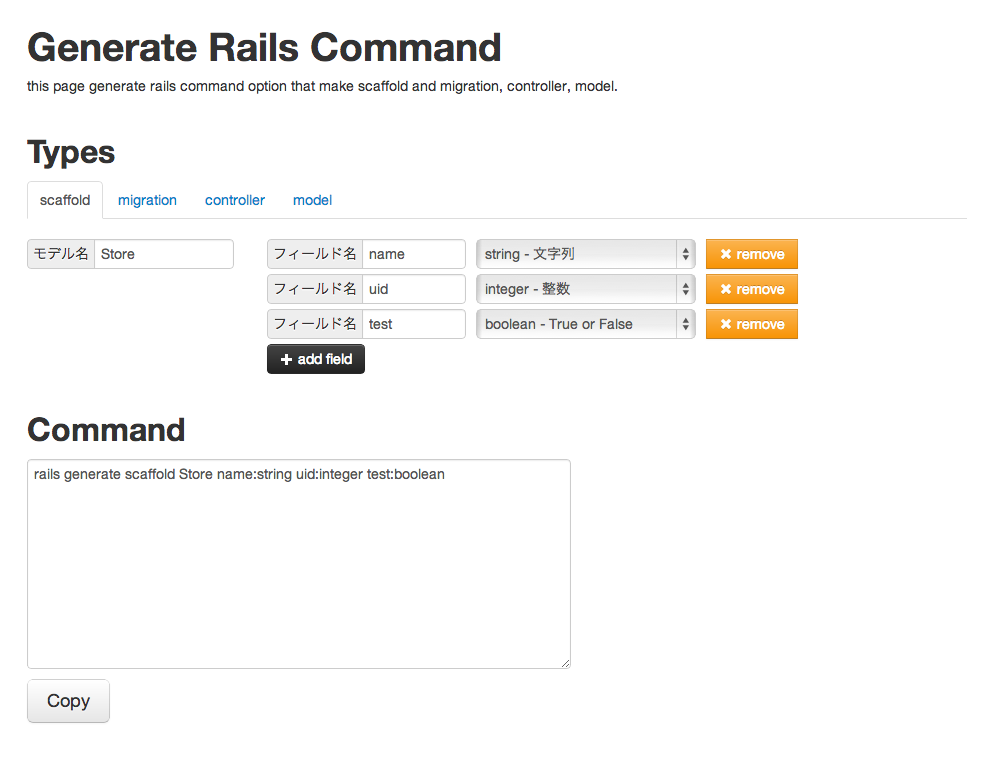 Generate Rails Command
this page generate rails command option that make scaffold and migration, controller, model.
Types
scaffold migration controller model
モデル名 Store フィールド名 name string - 文字列 ✖ remove
フィールド名 uid integer - 整数 ✖ remove
フィールド名 test boolean - True or False ✖ remove
+ add field
Command
rails generate scaffold Store name:string uid:integer test:boolean
Copy